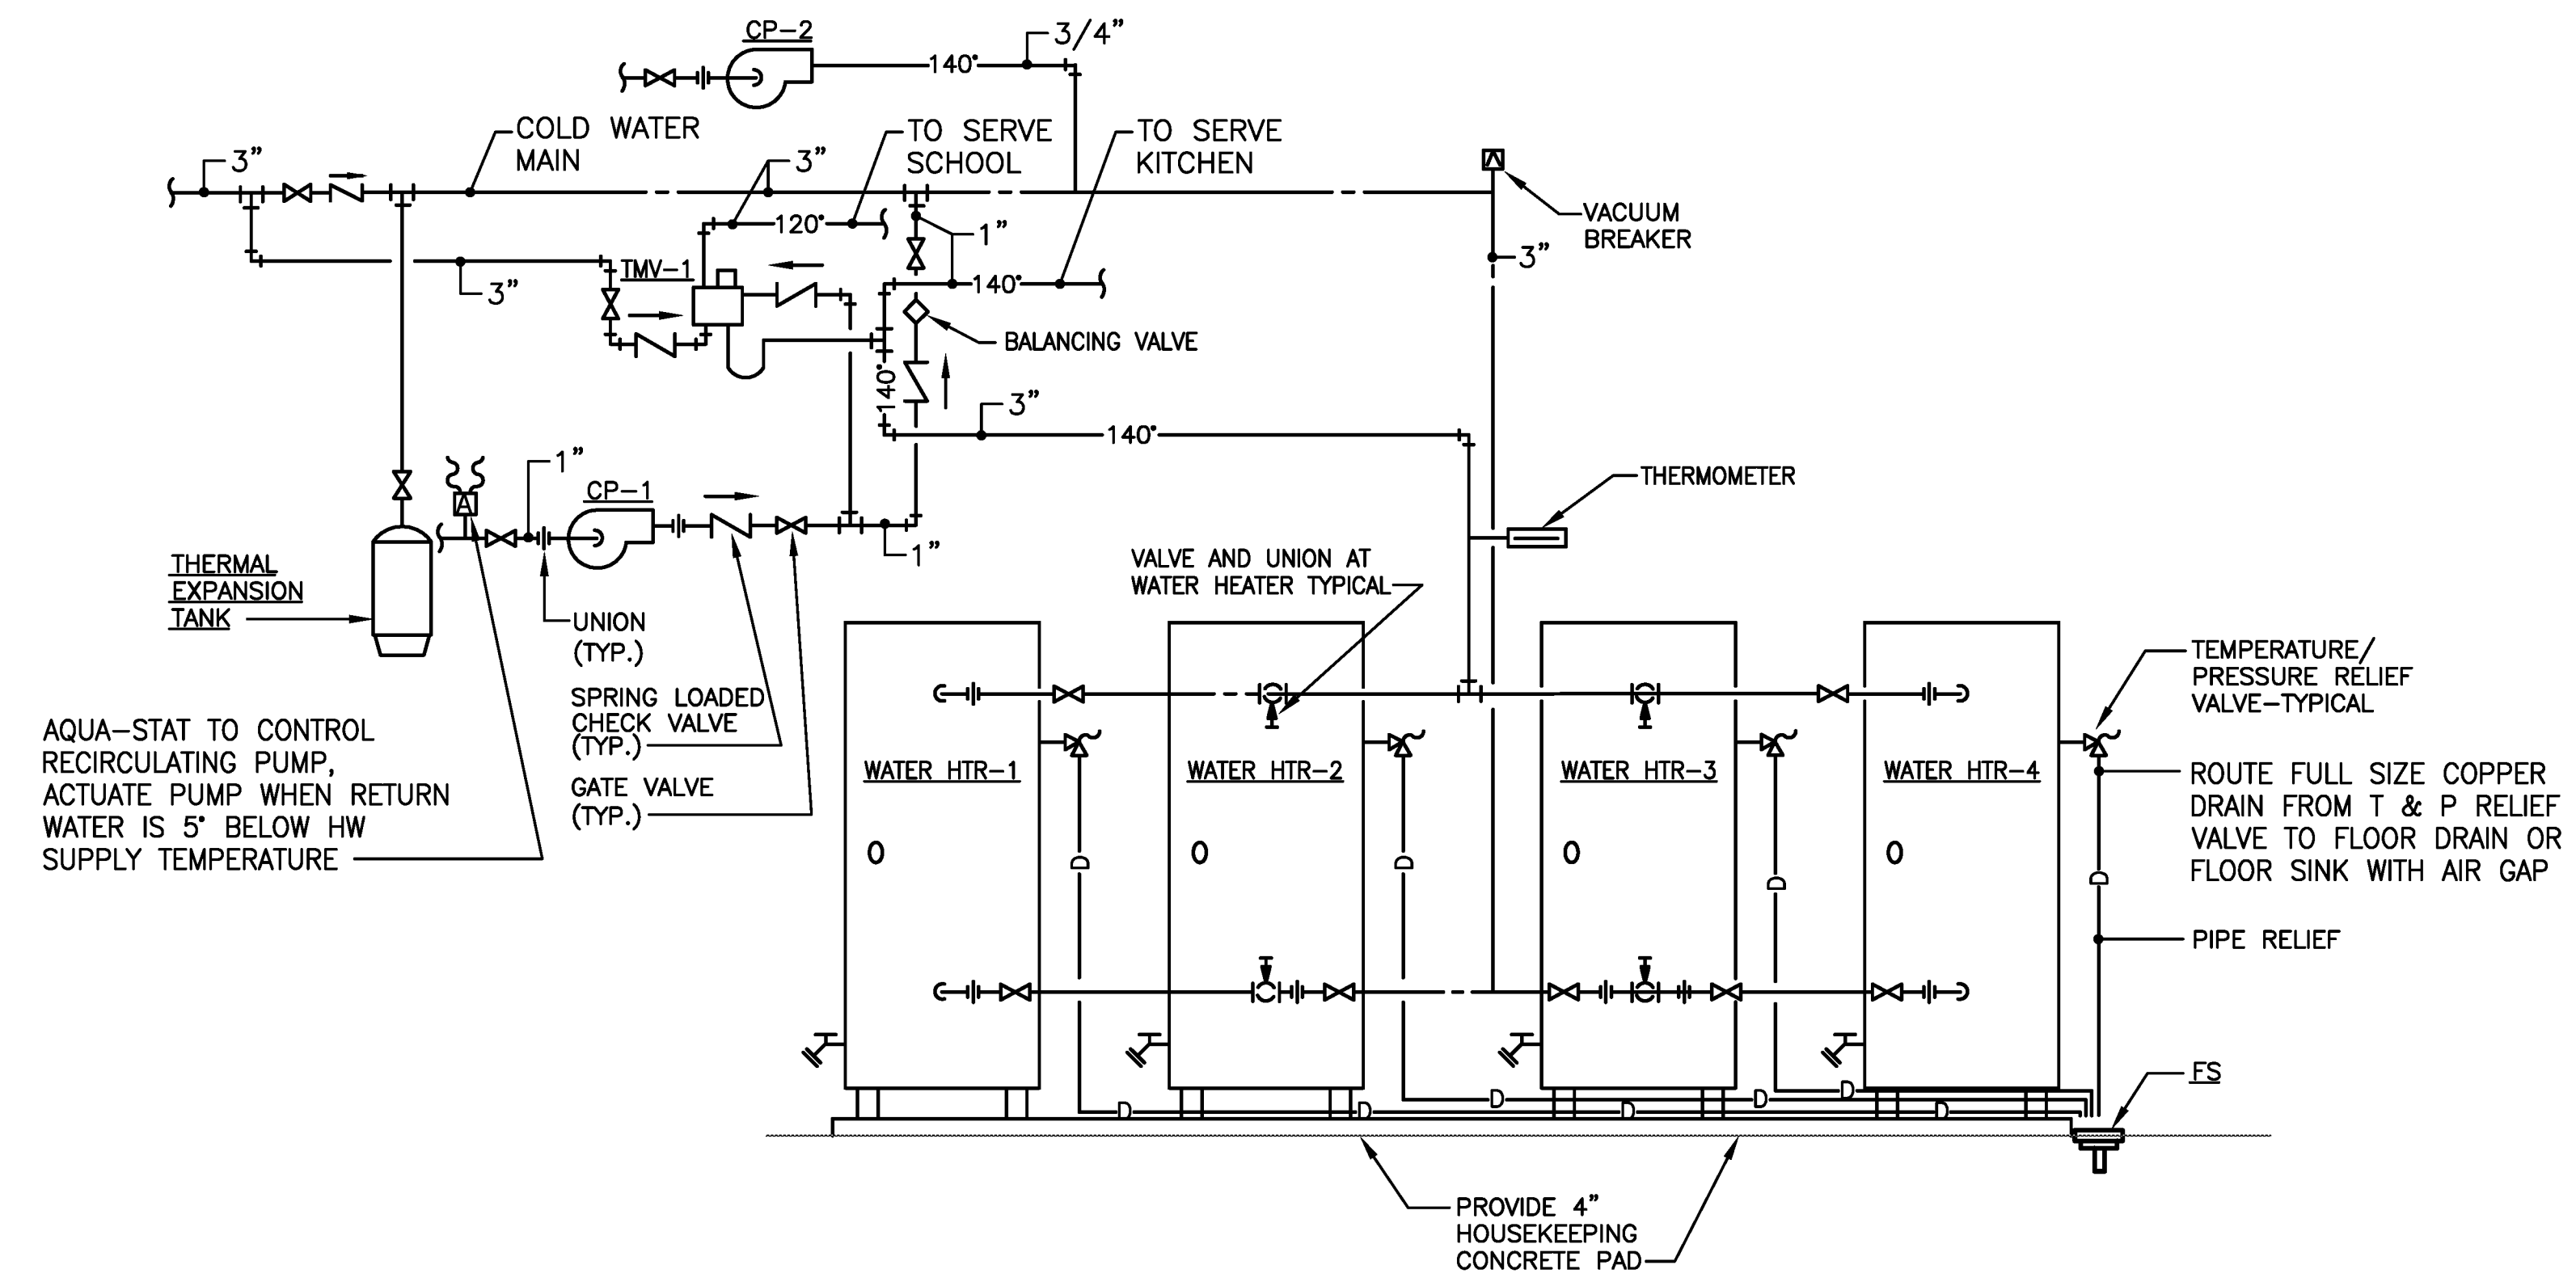 CP-2
140°
3/4"
COLD WATER
MAIN
3"
3"
TO SERVE
SCHOOL
TO SERVE
KITCHEN
120°
1"
VACUUM
BREAKER
3"
TMV-1
3"
140°
BALANCING VALVE
140°
3"
140°
1"
CP-1
1"
THERMOMETER
THERMAL
EXPANSION
TANK
UNION
(TYP.)
VALVE AND UNION AT
WATER HEATER TYPICAL
SPRING LOADED
CHECK VALVE
(TYP.)
GATE VALVE
(TYP.)
A
AQUA-STAT TO CONTROL
RECIRCULATING PUMP,
ACTUATE PUMP WHEN RETURN
WATER IS 5° BELOW HW
SUPPLY TEMPERATURE
WATER HTR-1
WATER HTR-2
WATER HTR-3
WATER HTR-4
TEMPERATURE/
PRESSURE RELIEF
VALVE-TYPICAL
ROUTE FULL SIZE COPPER
DRAIN FROM T & P RELIEF
VALVE TO FLOOR DRAIN OR
FLOOR SINK WITH AIR GAP
D
D
D
D
PIPE RELIEF
FS
D
D
D
D
D
D
D
PROVIDE 4"
HOUSEKEEPING
CONCRETE PAD